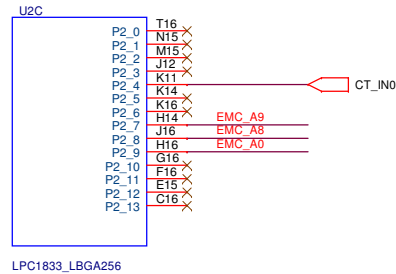 U2C
P2_0 T16
P2_1 N15
P2_2 M15
P2_3 J12
P2_4 K11 CT_IN0
P2_5 K14
P2_6 K16
P2_7 H14 EMC_A9
P2_8 J16 EMC_A8
P2_9 H16 EMC_A0
P2_10 G16
P2_11 F16
P2_12 E15
P2_13 C16
LPC1833_LBGA256